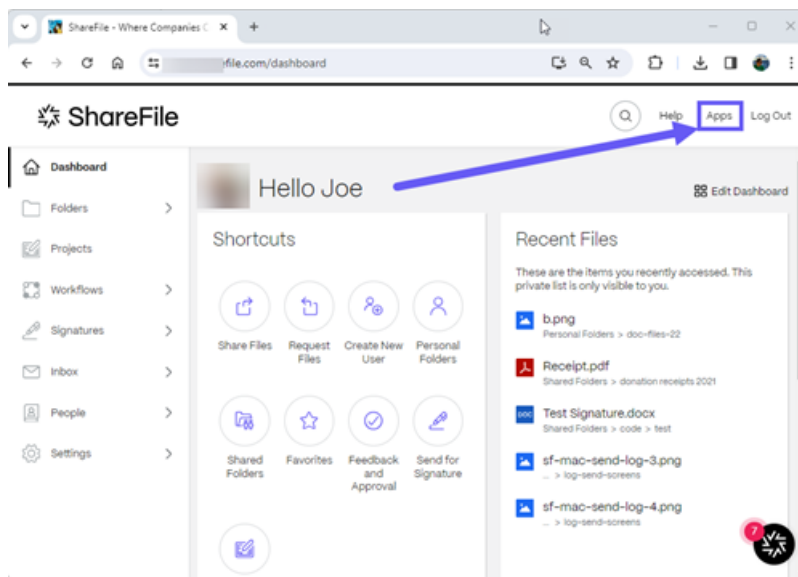 ShareFile - Where Companies C
file.com/dashboard
ShareFile
Help Apps Log Out
Dashboard
Folders
Projects
Workflows
Signatures
Inbox
People
Settings
Hello Joe
Edit Dashboard
Shortcuts
Share Files
Request
Files
Create New
User
Personal
Folders
Shared
Folders
Favorites
Feedback
and
Approval
Send for
Signature
Recent Files
These are the items you recently accessed. This
private list is only visible to you.
b.png
Personal Folders > doc-files-22
Receipt.pdf
Shared Folders > donation receipts 2021
DOC
Test Signature.docx
Shared Folders > code > test
sf-mac-send-log-3.png
... > log-send-screens
sf-mac-send-log-4.png
... > log-send-screens
7